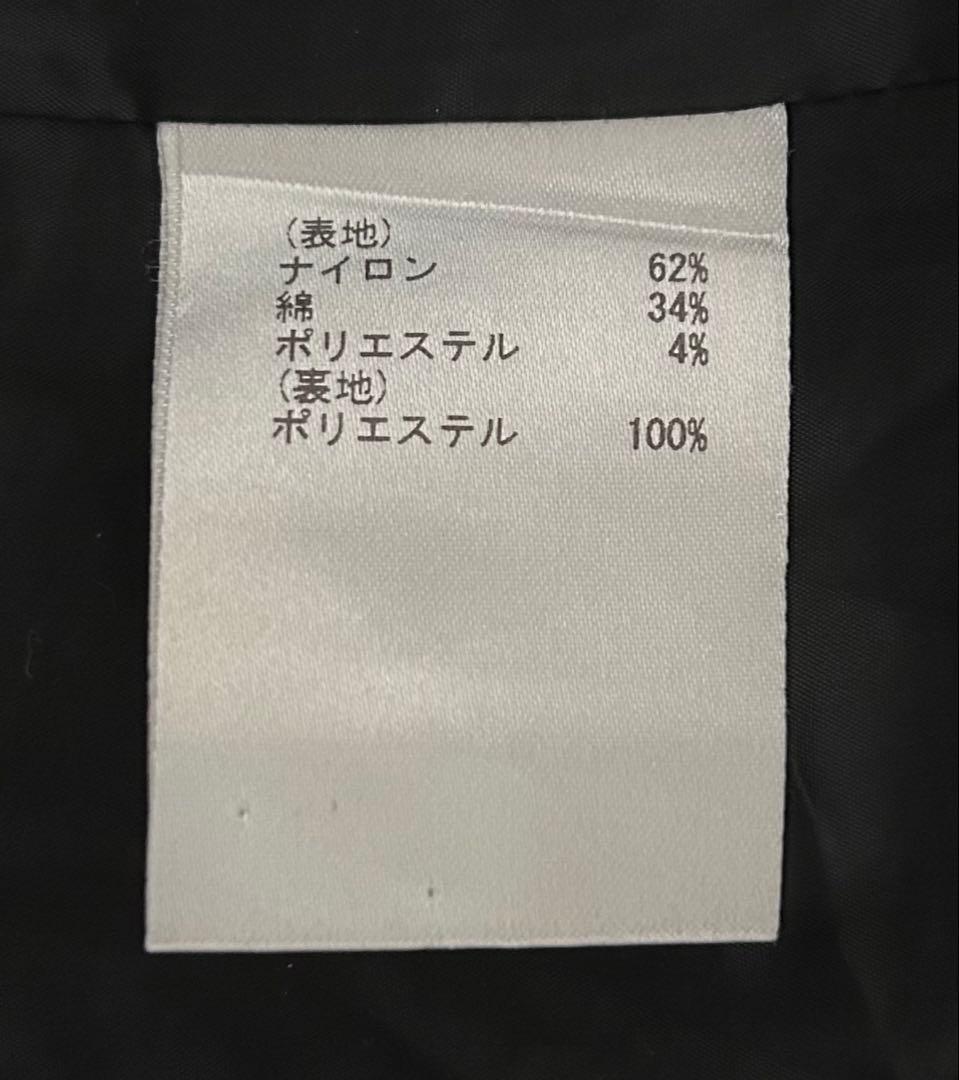 （表地）
ナイロン 62%
綿 34%
ポリエステル 4%
（裏地）
ポリエステル 100%